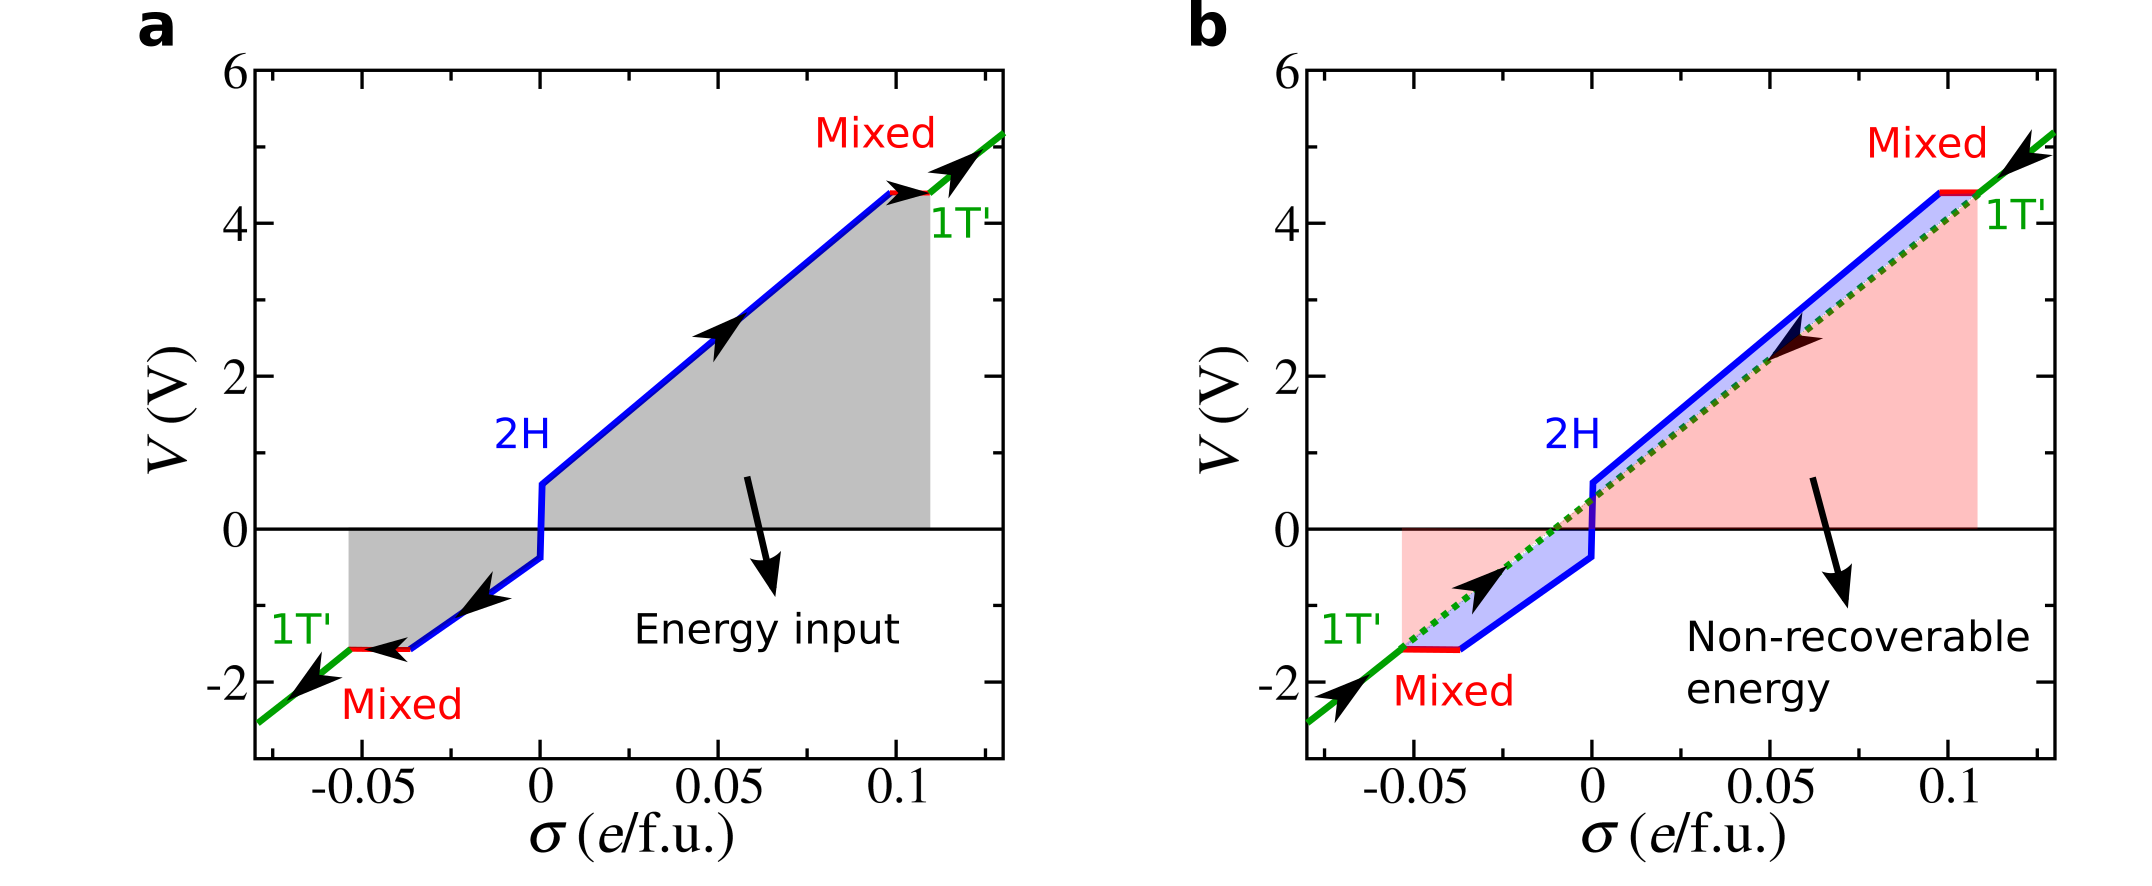 a
6
4
2
0
-2
V (V)
Mixed
1T'
2H
Energy input
1T'
Mixed
-0.05
0
0.05
0.1
σ (e/f.u.)
b
6
4
2
0
-2
V (V)
Mixed
1T'
2H
Non-recoverable
energy
1T'
Mixed
-0.05
0
0.05
0.1
σ (e/f.u.)